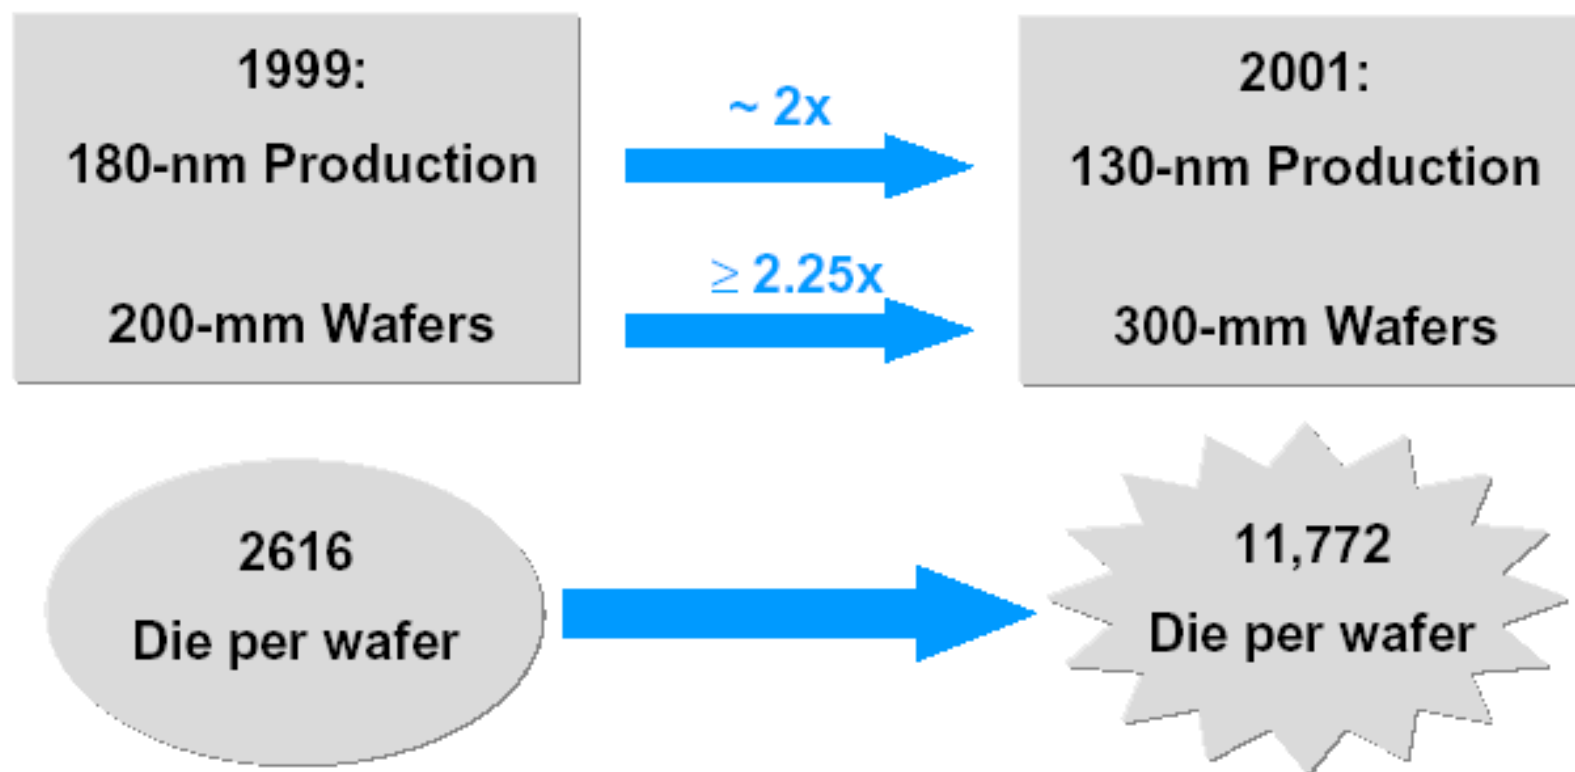 1999:
180-nm Production
200-mm Wafers
~ 2x
≥ 2.25x
2001:
130-nm Production
300-mm Wafers
2616
Die per wafer
11,772
Die per wafer